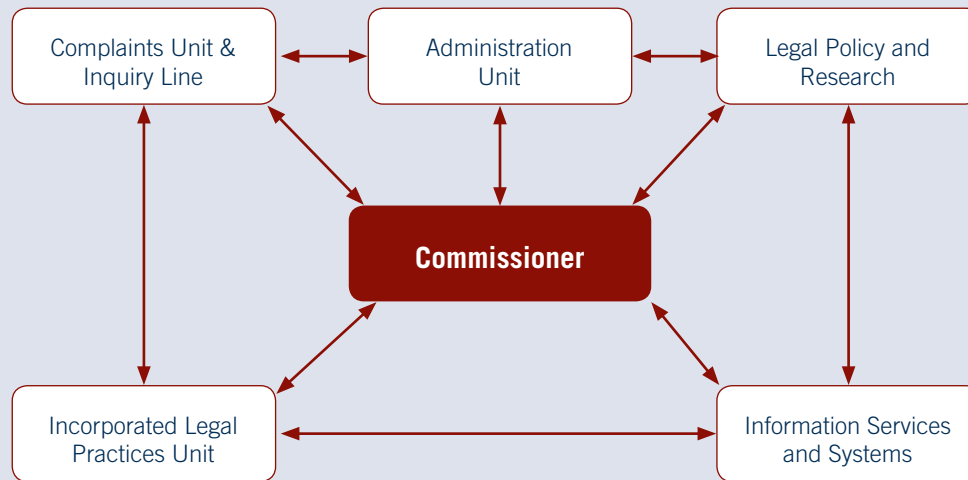 Complaints Unit &
Inquiry Line
Administration
Unit
Legal Policy and
Research
Commissioner
Incorporated Legal
Practices Unit
Information Services
and Systems